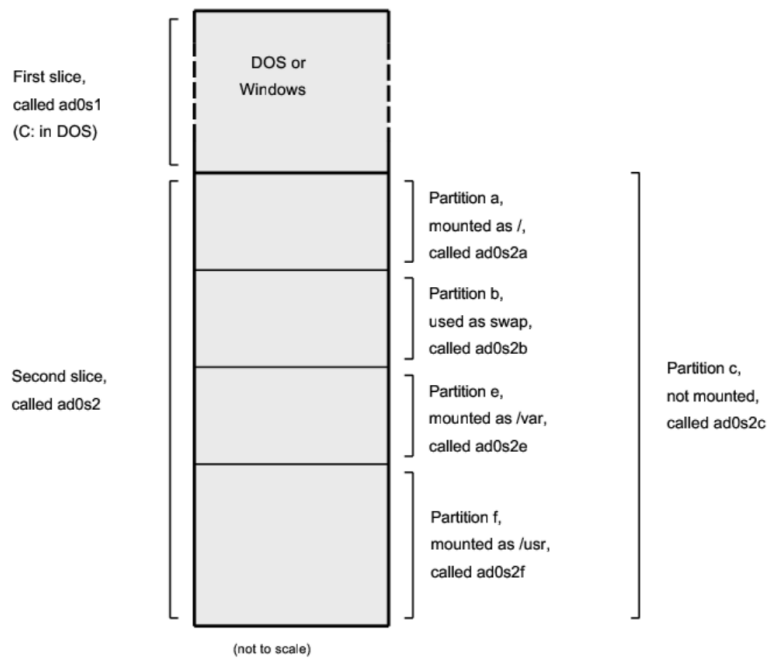 DOS or
Windows
First slice,
called ad0s1
(C: in DOS)
Partition a,
mounted as /,
called ad0s2a
Partition b,
used as swap,
called ad0s2b
Second slice,
called ad0s2
Partition c,
not mounted,
called ad0s2c
Partition e,
mounted as /var,
called ad0s2e
Partition f,
mounted as /usr,
called ad0s2f
(not to scale)